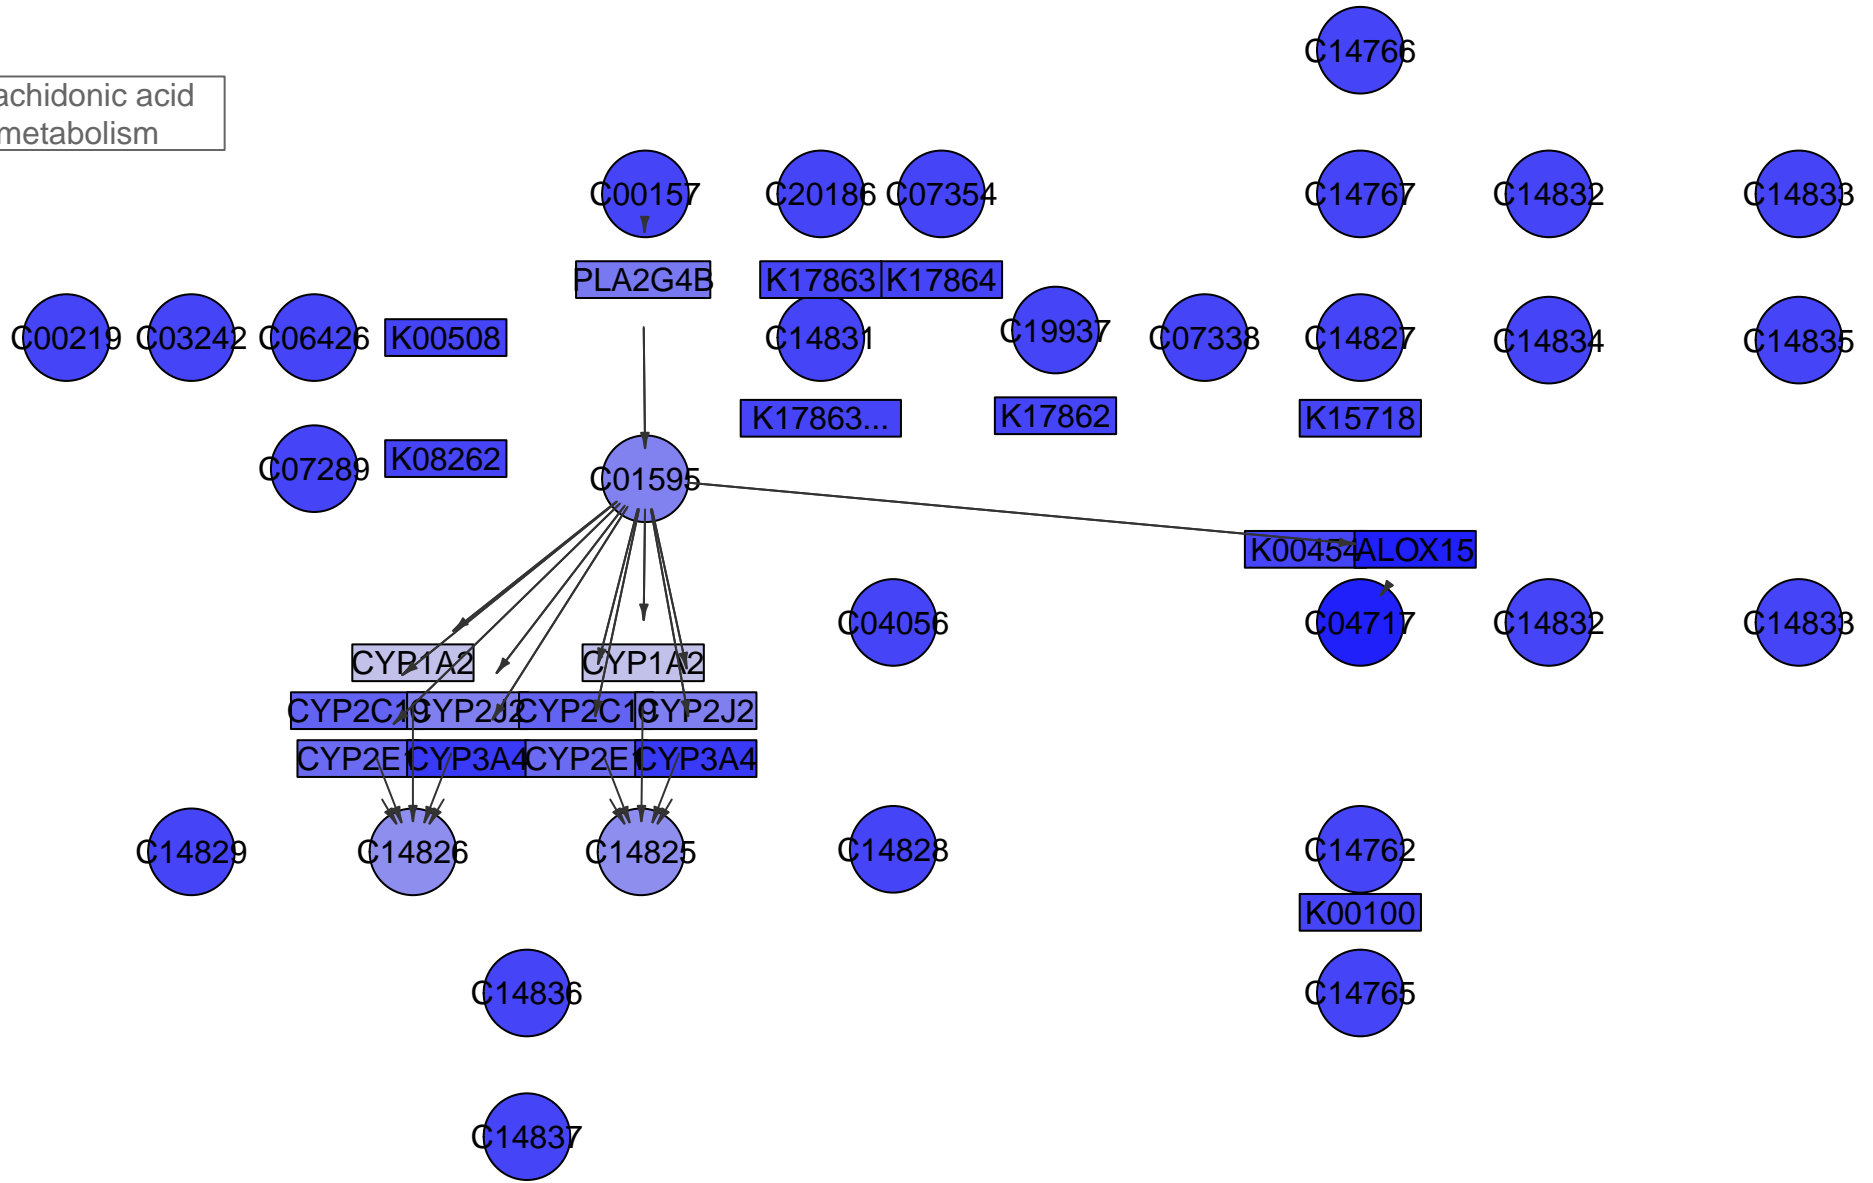 C14766
achidonic acid
metabolism
C00157
C20186
C07354
C14767
C14832
C14833
PLA2G4B
K17863
K17864
C00219
C03242
C06426
K00508
C14831
C19937
C07338
C14827
C14834
C14835
K17863...
K17862
K15718
C07289
K08262
C01595
K00454
ALOX15
C04056
C04717
C14832
C14833
CYP1A2
CYP1A2
CYP2C19
CYP2J2
CYP2C19
CYP2J2
CYP2E1
CYP3A4
CYP2E1
CYP3A4
C14829
C14826
C14825
C14828
C14762
K00100
C14836
C14765
C14837